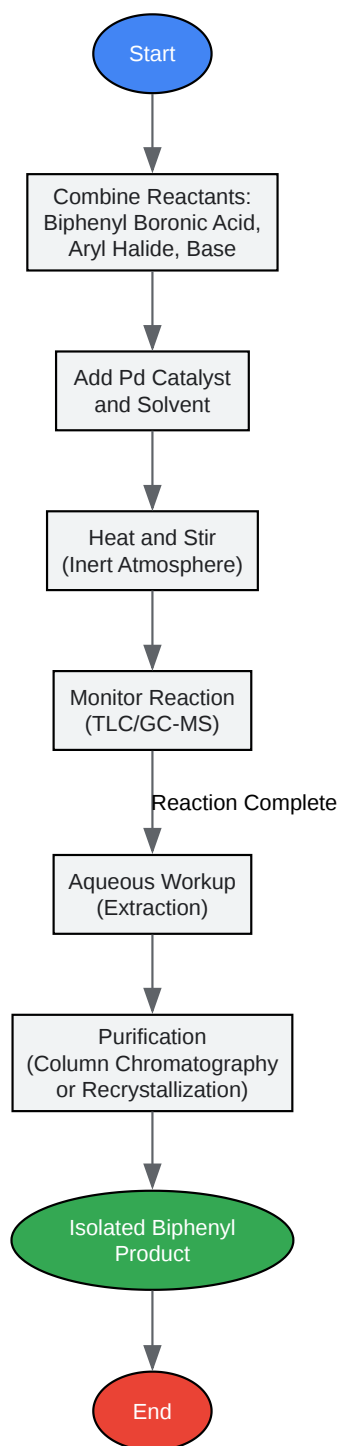 Start
Combine Reactants:
Biphenyl Boronic Acid,
Aryl Halide, Base
Add Pd Catalyst
and Solvent
Heat and Stir
(Inert Atmosphere)
Monitor Reaction
(TLC/GC-MS)
Reaction Complete
Aqueous Workup
(Extraction)
Purification
(Column Chromatography
or Recrystallization)
Isolated Biphenyl
Product
End